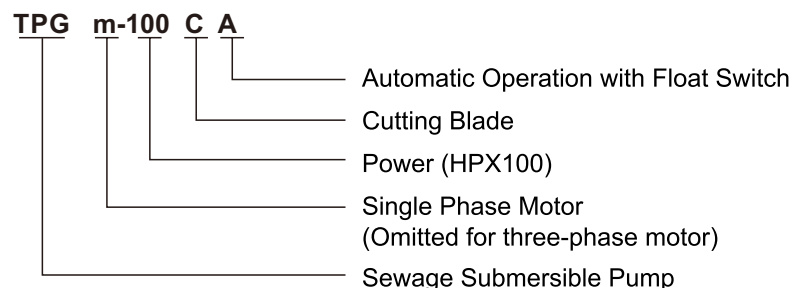 TPG m-100 C A
Automatic Operation with Float Switch
Cutting Blade
Power (HPX100)
Single Phase Motor
(Omitted for three-phase motor)
Sewage Submersible Pump